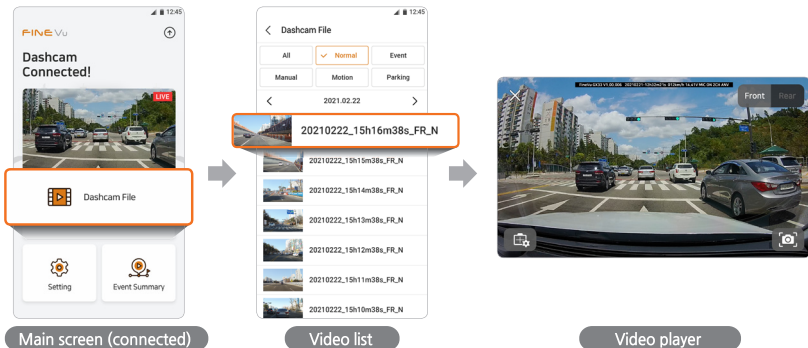 12:45
FINE Vu
Dashcam
Connected!
LIVE
Dashcam File
Setting
Event Summary
Main screen (connected)
12:45
Dashcam File
All
Normal
Event
Manual
Motion
Parking
2021.02.22
20210222_15h16m38s_FR_N
20210222_15h15m38s_FR_N
20210222_15h14m38s_FR_N
20210222_15h13m38s_FR_N
20210222_15h12m38s_FR_N
20210222_15h11m38s_FR_N
20210222_15h10m38s_FR_N
Video list
Front
Rear
Video player